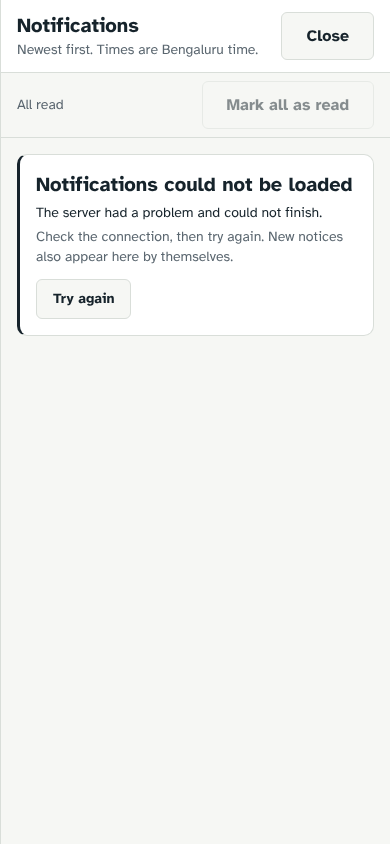 Notifications
Newest first. Times are Bengaluru time.
Close
All read
Mark all as read
Notifications could not be loaded
The server had a problem and could not finish.
Check the connection, then try again. New notices
also appear here by themselves.
Try again